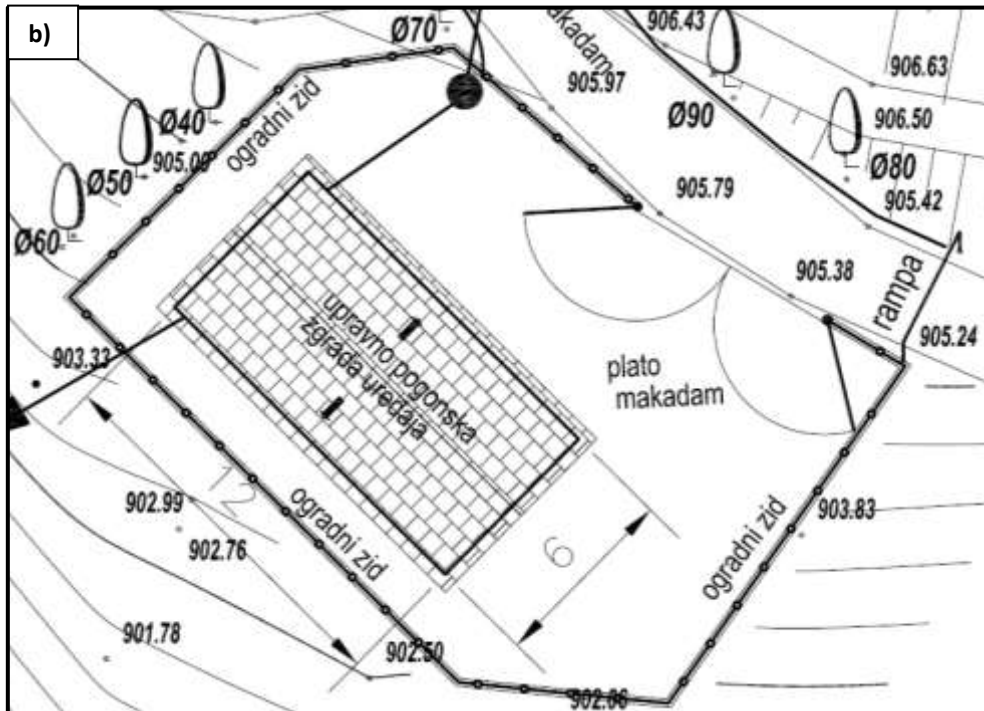 b)
Ø70
makadam
906.43
905.97
906.63
Ø90
906.50
Ø40
ogradni zid
Ø50
905.00
905.79
Ø80
905.42
Ø60
905.38
rampa
905.24
upravno pogonska
zgrada uređaja
903.33
plato
makadam
12
902.99
902.76
ogradni zid
6
ogradni zid
903.83
901.78
902.50